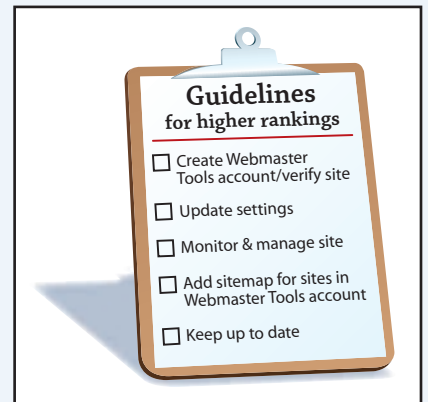 Guidelines
for higher rankings
Create Webmaster
Tools account/verify site
Update settings
Monitor & manage site
Add sitemap for sites in
Webmaster Tools account
Keep up to date